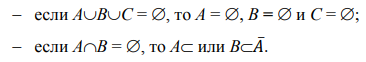 – если A∪B∪C = ∅, то A = ∅, B = ∅ и C = ∅;
– если A∩B = ∅, то A⊂ или B⊂Ā.